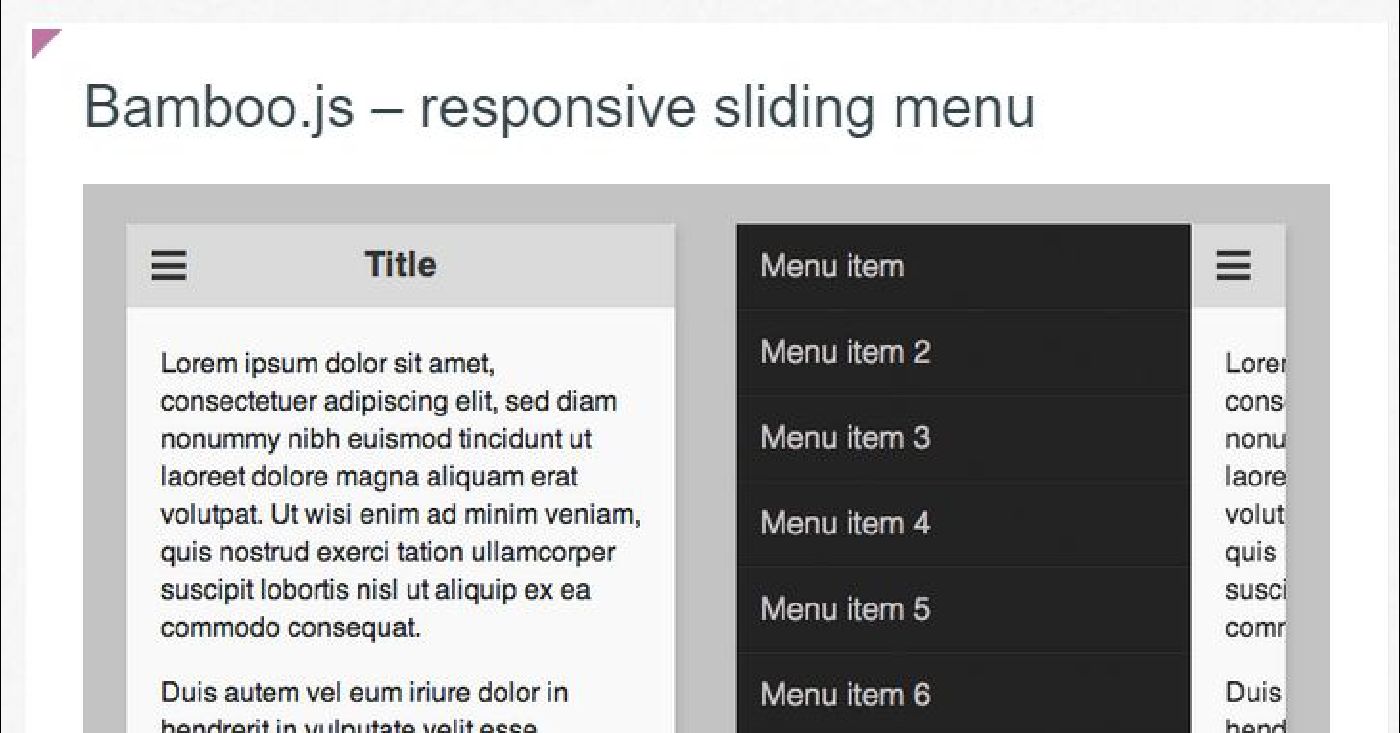 Bamboo.js – responsive sliding menu
Title
Lorem ipsum dolor sit amet,
consectetuer adipiscing elit, sed diam
nonummy nibh euismod tincidunt ut
laoreet dolore magna aliquam erat
volutpat. Ut wisi enim ad minim veniam,
quis nostrud exerci tation ullamcorper
suscipit lobortis nisl ut aliquip ex ea
commodo consequat.
Duis autem vel eum iriure dolor in
hendrerit in vulputate velit esse
Menu item
Menu item 2
Menu item 3
Menu item 4
Menu item 5
Menu item 6
Lorer
cons
nonu
laore
volut
quis
susci
comr
Duis
hend